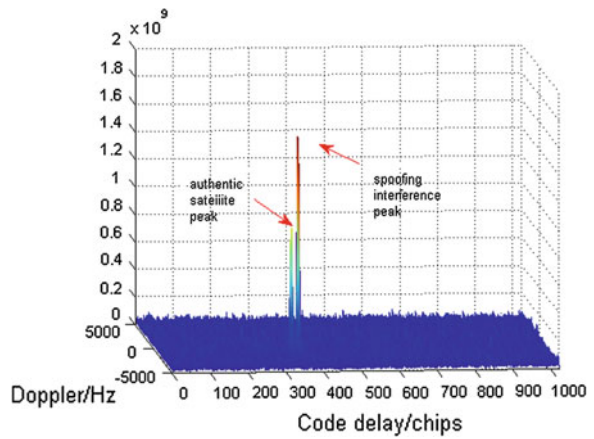 x 10^9
2
1.8
1.6
1.4
1.2
1
0.8
0.6
0.4
0.2
0
authentic
satellite
peak
spoofing
interference
peak
5000
0
-5000
Doppler/Hz
0 100 200 300 400 500 600 700 800 900 1000
Code delay/chips